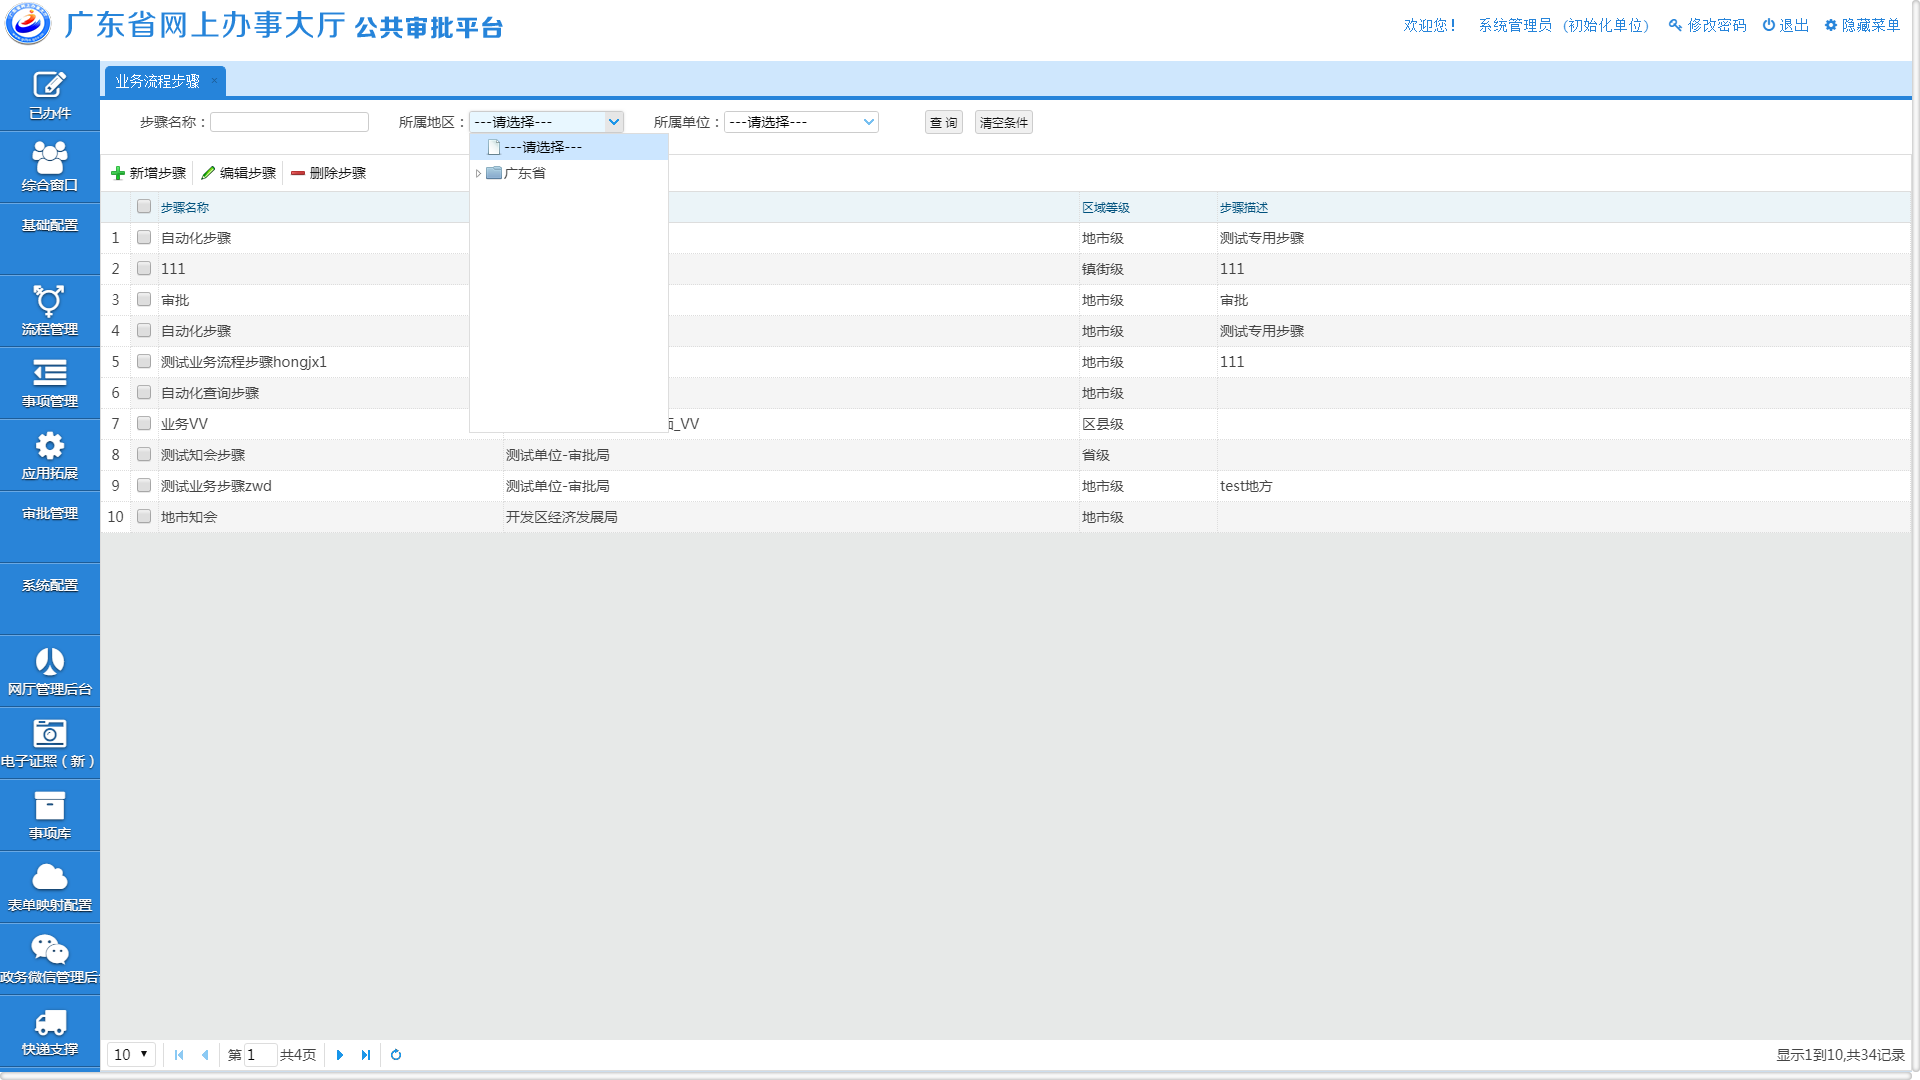 广东省网上办事大厅 公共审批平台
欢迎您! 系统管理员 (初始化单位) 修改密码 退出 隐藏菜单
业务流程步骤
已办件
综合窗口
基础配置
流程管理
事项管理
应用拓展
审批管理
系统配置
网厅管理后台
电子证照（新）
事项库
表单映射配置
政务微信管理后
快递支撑
步骤名称： 所属地区：---请选择--- 所属单位：---请选择--- 查 询 清空条件
---请选择---
广东省
新增步骤 编辑步骤 删除步骤
步骤名称 区域等级 步骤描述
1 自动化步骤 地市级 测试专用步骤
2 111 镇街级 111
3 审批 地市级 审批
4 自动化步骤 地市级 测试专用步骤
5 测试业务流程步骤hongjx1 地市级 111
6 自动化查询步骤 地市级
7 业务VV _VV 区县级
8 测试知会步骤 测试单位-审批局 省级
9 测试业务步骤zwd 测试单位-审批局 地市级 test地方
10 地市知会 开发区经济发展局 地市级
10 第 1 共4页 显示1到10,共34记录